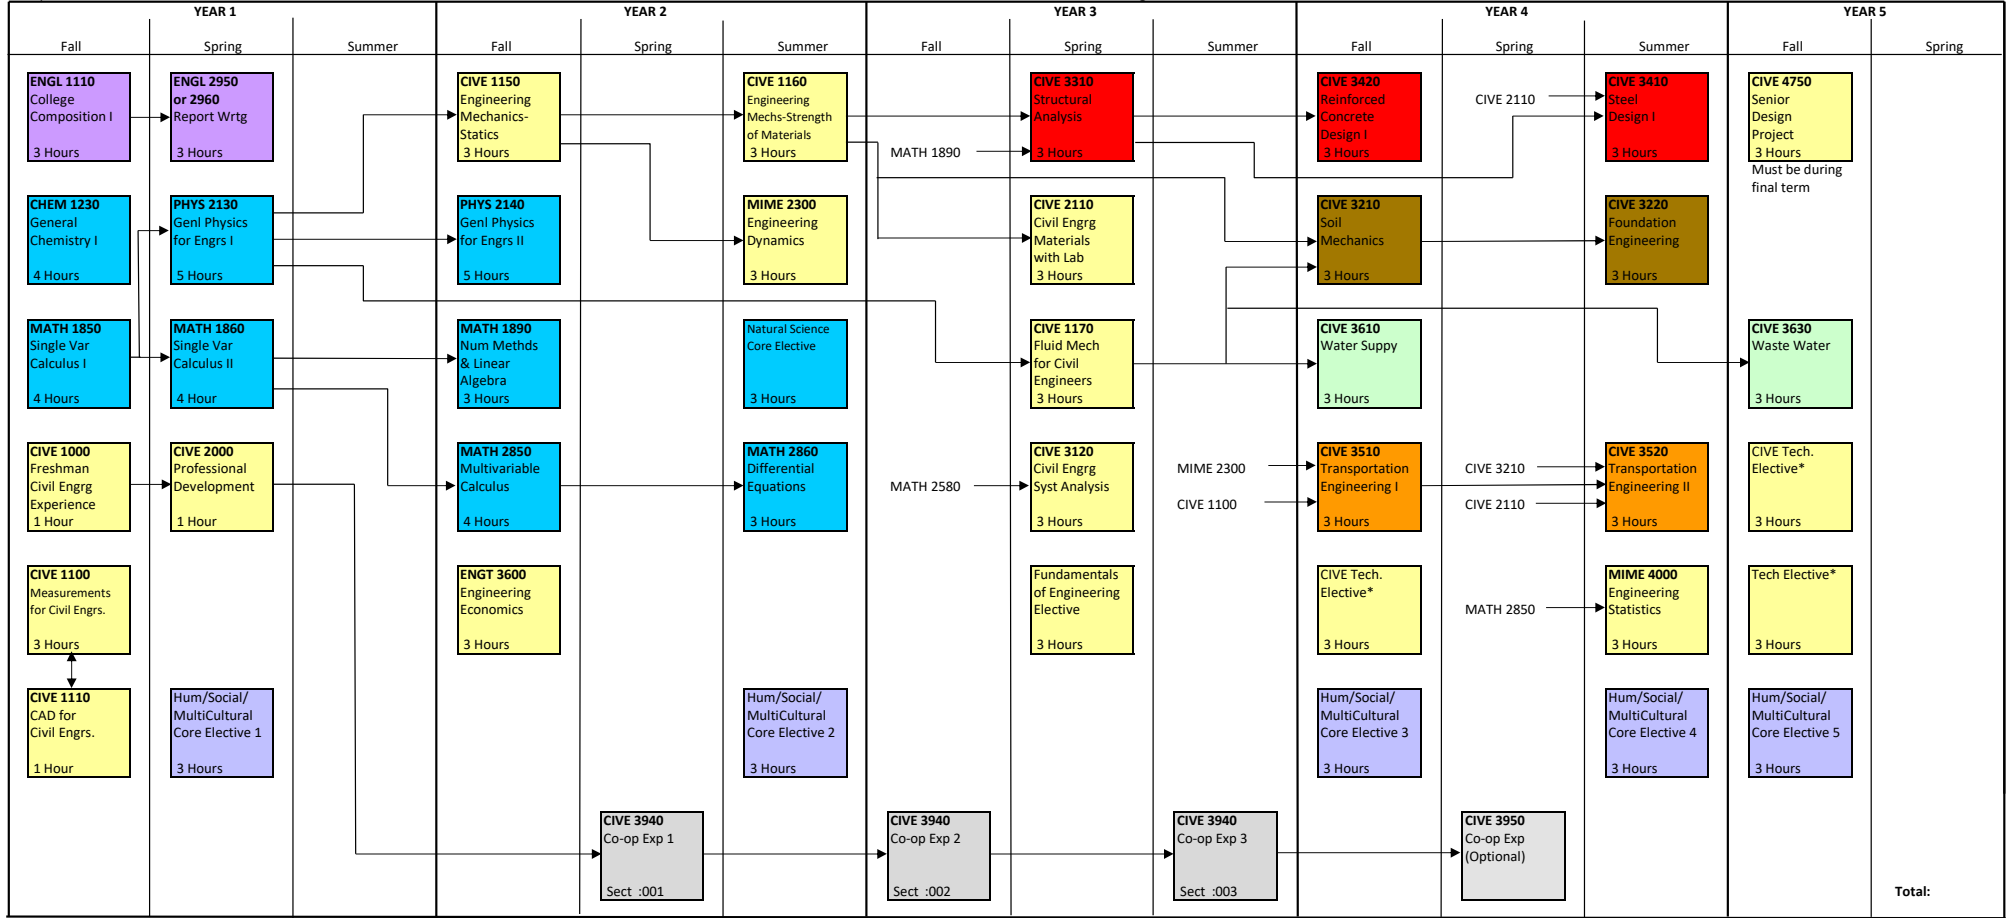 YEAR 1
YEAR 2
YEAR 3
YEAR 4
YEAR 5
Fall
Spring
Summer
Fall
Spring
Summer
Fall
Spring
Summer
Fall
Spring
Summer
Fall
Spring
ENGL 1110
College
Composition I
3 Hours
ENGL 2950
or 2960
Report Wrtg
3 Hours
CIVE 1150
Engineering
Mechanics-
Statics
3 Hours
CIVE 1160
Engineering
Mechs-Strength
of Materials
3 Hours
MATH 1890
CIVE 3310
Structural
Analysis
3 Hours
CIVE 3420
Reinforced
Concrete
Design I
3 Hours
CIVE 2110
CIVE 3410
Steel
Design I
3 Hours
CIVE 4750
Senior
Design
Project
3 Hours
Must be during
final term
CHEM 1230
General
Chemistry I
4 Hours
PHYS 2130
Genl Physics
for Engrs I
5 Hours
PHYS 2140
Genl Physics
for Engrs II
5 Hours
MIME 2300
Engineering
Dynamics
3 Hours
CIVE 2110
Civil Engrg
Materials
with Lab
3 Hours
CIVE 3210
Soil
Mechanics
3 Hours
CIVE 3220
Foundation
Engineering
3 Hours
MATH 1850
Single Var
Calculus I
4 Hours
MATH 1860
Single Var
Calculus II
4 Hour
MATH 1890
Num Methds
& Linear
Algebra
3 Hours
Natural Science
Core Elective
3 Hours
CIVE 1170
Fluid Mech
for Civil
Engineers
3 Hours
CIVE 3610
Water Suppy
3 Hours
CIVE 3630
Waste Water
3 Hours
CIVE 1000
Freshman
Civil Engrg
Experience
1 Hour
CIVE 2000
Professional
Development
1 Hour
MATH 2850
Multivariable
Calculus
4 Hours
MATH 2860
Differential
Equations
3 Hours
MATH 2580
CIVE 3120
Civil Engrg
Syst Analysis
3 Hours
MIME 2300
CIVE 1100
CIVE 3510
Transportation
Engineering I
3 Hours
CIVE 3210
CIVE 2110
CIVE 3520
Transportation
Engineering II
3 Hours
CIVE Tech.
Elective*
3 Hours
CIVE 1100
Measurements
for Civil Engrs.
3 Hours
ENGT 3600
Engineering
Economics
3 Hours
Fundamentals
of Engineering
Elective
3 Hours
CIVE Tech.
Elective*
3 Hours
MATH 2850
MIME 4000
Engineering
Statistics
3 Hours
Tech Elective*
3 Hours
CIVE 1110
CAD for
Civil Engrs.
1 Hour
Hum/Social/
MultiCultural
Core Elective 1
3 Hours
Hum/Social/
MultiCultural
Core Elective 2
3 Hours
Hum/Social/
MultiCultural
Core Elective 3
3 Hours
Hum/Social/
MultiCultural
Core Elective 4
3 Hours
Hum/Social/
MultiCultural
Core Elective 5
3 Hours
CIVE 3940
Co-op Exp 1
Sect :001
CIVE 3940
Co-op Exp 2
Sect :002
CIVE 3940
Co-op Exp 3
Sect :003
CIVE 3950
Co-op Exp
(Optional)
Total: